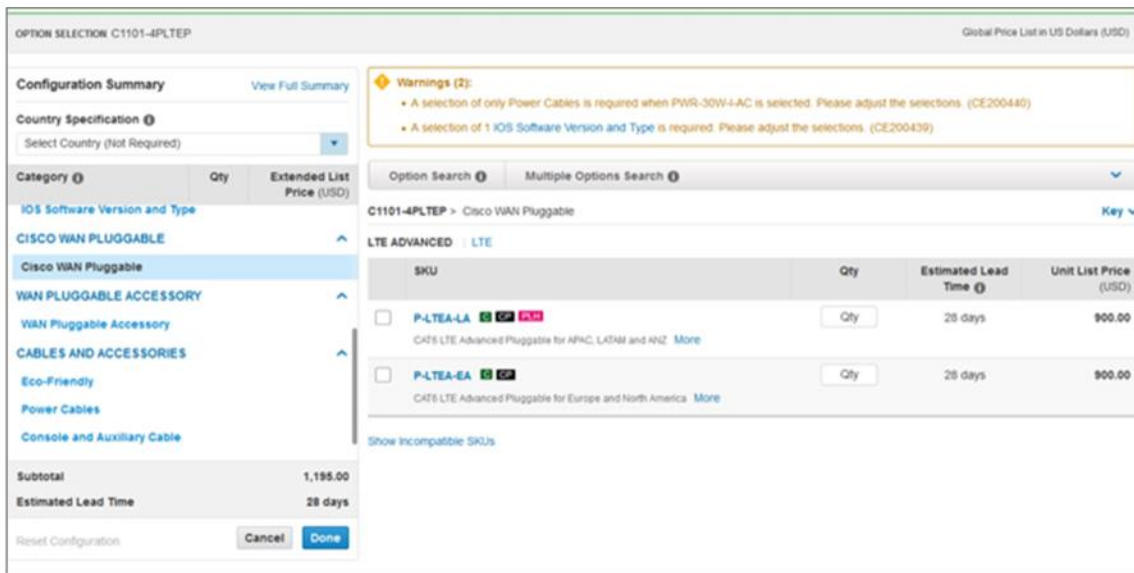 OPTION SELECTION C1101-4PLTEP
Global Price List in US Dollars (USD)
Configuration Summary
View Full Summary
Country Specification
Select Country (Not Required)
Category
Qty
Extended List
Price (USD)
IOS Software Version and Type
CISCO WAN PLUGGABLE
Cisco WAN Pluggable
WAN PLUGGABLE ACCESSORY
WAN Pluggable Accessory
CABLES AND ACCESSORIES
Eco-Friendly
Power Cables
Console and Auxiliary Cable
Subtotal 1,195.00
Estimated Lead Time 28 days
Reset Configuration
Cancel
Done
Warnings (2):
• A selection of only Power Cables is required when PWR-30W-I-AC is selected. Please adjust the selections. (CE200440)
• A selection of 1 IOS Software Version and Type is required. Please adjust the selections. (CE200439)
Option Search
Multiple Options Search
C1101-4PLTEP > Cisco WAN Pluggable
Key
LTE ADVANCED | LTE
SKU
Qty
Estimated Lead
Time
Unit List Price
(USD)
P-LTEA-LA C CP PLH Qty 28 days 900.00
CAT6 LTE Advanced Pluggable for APAC, LATAM and ANZ More
P-LTEA-EA C CP Qty 28 days 900.00
CAT6 LTE Advanced Pluggable for Europe and North America More
Show Incompatible SKUs